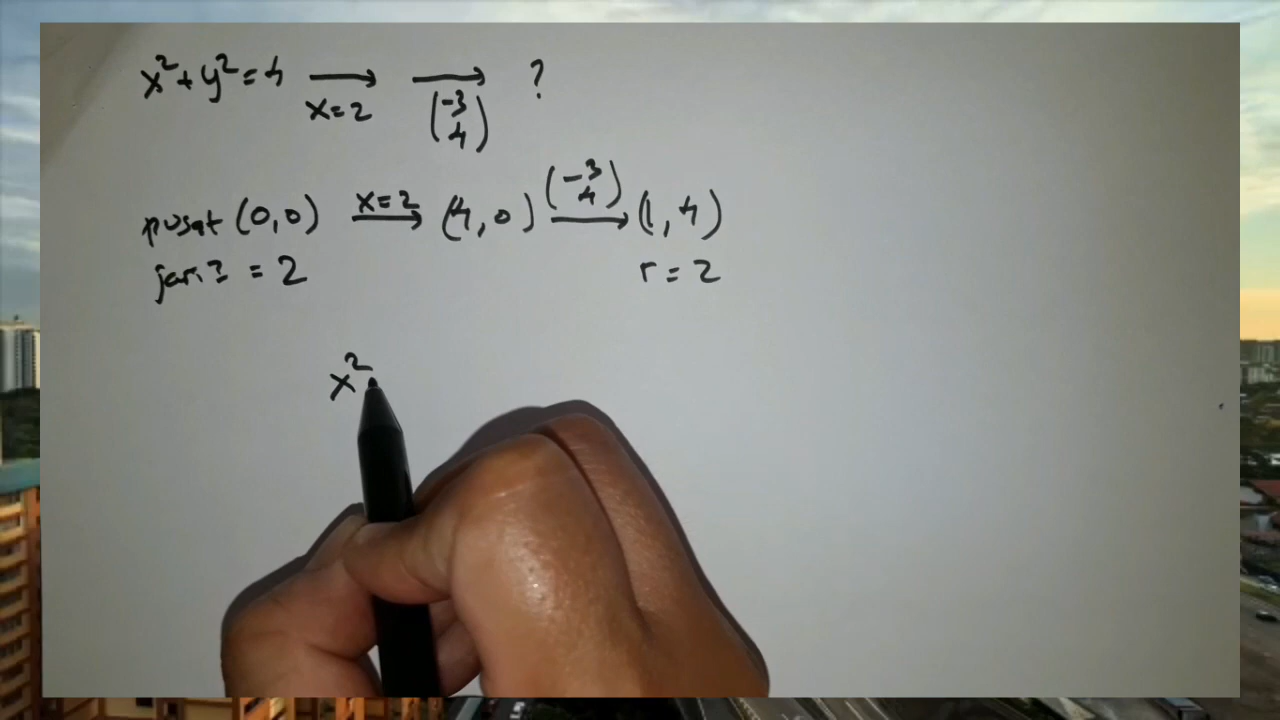 x²+y²=4 → x=2 → (-3 4) ?
pusat (0,0) x=2 → (4,0) (-3 4) → (1,4)
jari² = 2 r=2
x²